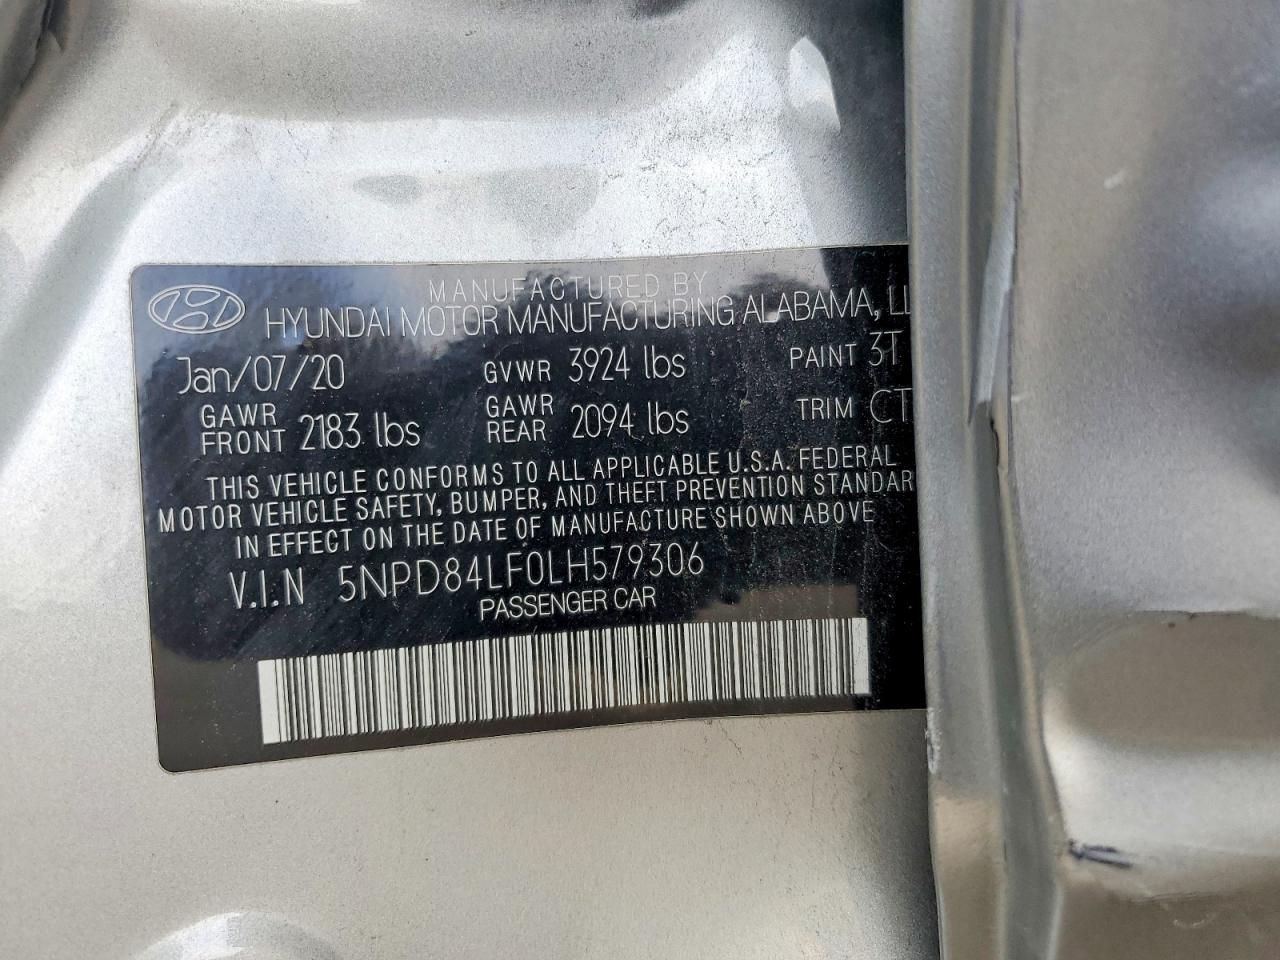 MANUFACTURED BY
HYUNDAI MOTOR MANUFACTURING ALABAMA, LL
Jan/07/20 GVWR 3924 lbs PAINT 3T
GAWR FRONT 2183 lbs GAWR REAR 2094 lbs TRIM CT
THIS VEHICLE CONFORMS TO ALL APPLICABLE U.S.A. FEDERAL
MOTOR VEHICLE SAFETY, BUMPER, AND THEFT PREVENTION STANDAR
IN EFFECT ON THE DATE OF MANUFACTURE SHOWN ABOVE
V.I.N 5NPD84LF0LH579306
PASSENGER CAR